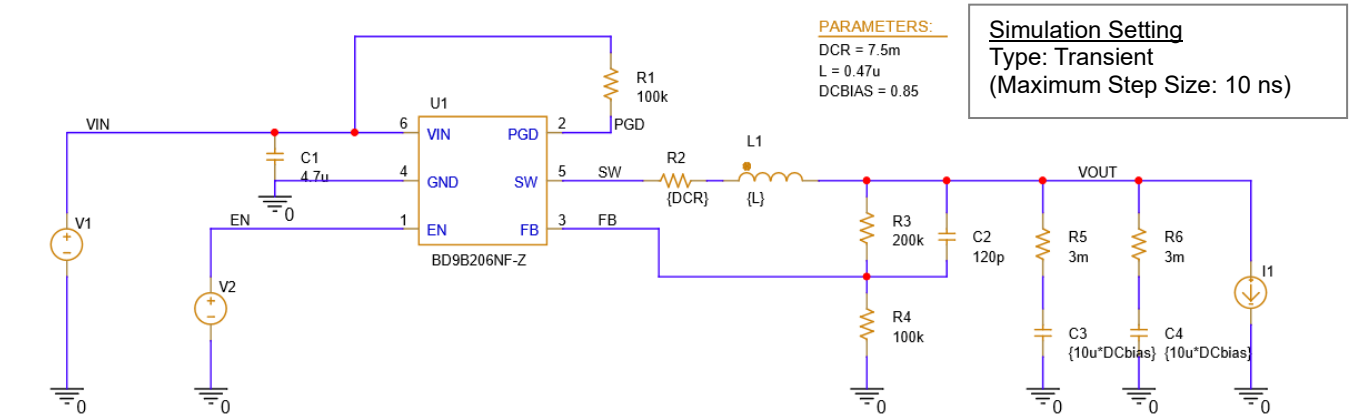 PARAMETERS:
DCR = 7.5m
L = 0.47u
DCBIAS = 0.85
Simulation Setting
Type: Transient
(Maximum Step Size: 10 ns)
VIN
C1
4.7u
0
V1
+
−
0
EN
V2
+
−
0
U1
6
VIN
PGD
2
4
GND
SW
5
1
EN
FB
3
BD9B206NF-Z
R1
100k
PGD
SW
R2
{DCR}
L1
{L}
FB
R3
200k
C2
120p
R4
100k
0
VOUT
R5
3m
C3
{10u*DCbias}
0
R6
3m
C4
{10u*DCbias}
0
I1
0